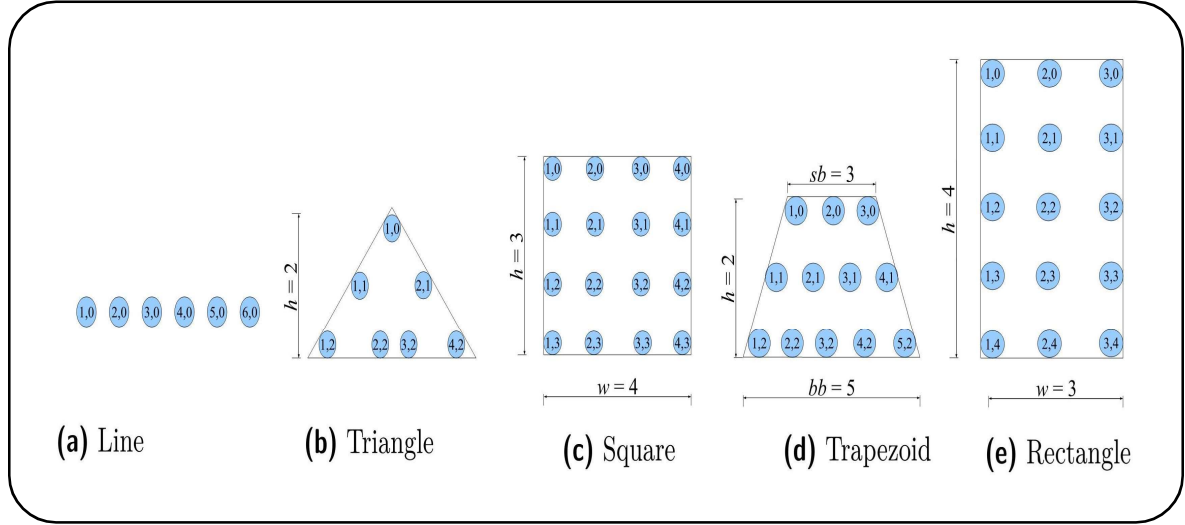 1,0 2,0 3,0 4,0 5,0 6,0
(a) Line
h = 2
1,0
1,1 2,1
1,2 2,2 3,2 4,2
(b) Triangle
h = 3
1,0 2,0 3,0 4,0
1,1 2,1 3,1 4,1
1,2 2,2 3,2 4,2
1,3 2,3 3,3 4,3
w = 4
(c) Square
sb = 3
h = 2
1,0 2,0 3,0
1,1 2,1 3,1 4,1
1,2 2,2 3,2 4,2 5,2
bb = 5
(d) Trapezoid
h = 4
1,0 2,0 3,0
1,1 2,1 3,1
1,2 2,2 3,2
1,3 2,3 3,3
1,4 2,4 3,4
w = 3
(e) Rectangle